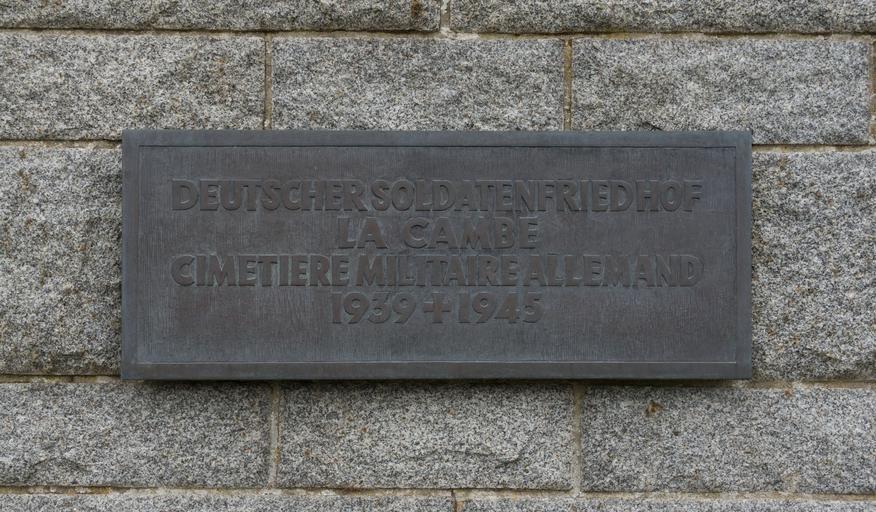 DEUTSCHER SOLDATENFRIEDHOF
LA CAMBE
CIMETIERE MILITAIRE ALLEMAND
1939 + 1945